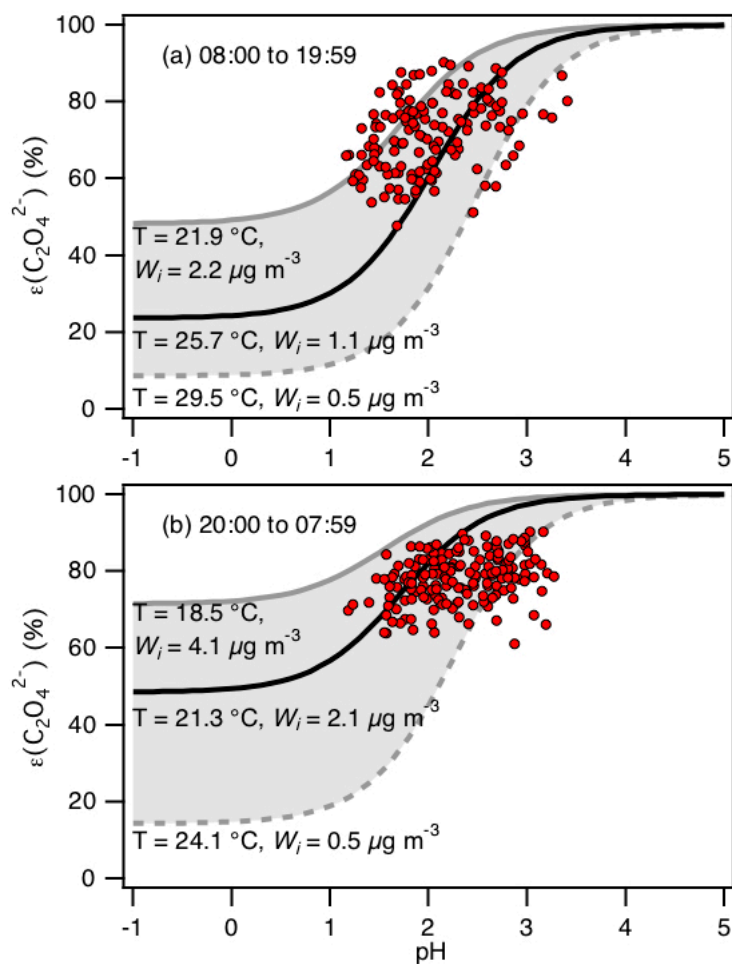 100
80
60
40
20
0
ε(C₂O₄²⁻) (%)
(a) 08:00 to 19:59
T = 21.9 °C,
Wᵢ = 2.2 µg m⁻³
T = 25.7 °C, Wᵢ = 1.1 µg m⁻³
T = 29.5 °C, Wᵢ = 0.5 µg m⁻³
-1 0 1 2 3 4 5
100
80
60
40
20
0
ε(C₂O₄²⁻) (%)
(b) 20:00 to 07:59
T = 18.5 °C,
Wᵢ = 4.1 µg m⁻³
T = 21.3 °C, Wᵢ = 2.1 µg m⁻³
T = 24.1 °C, Wᵢ = 0.5 µg m⁻³
-1 0 1 2 3 4 5
pH